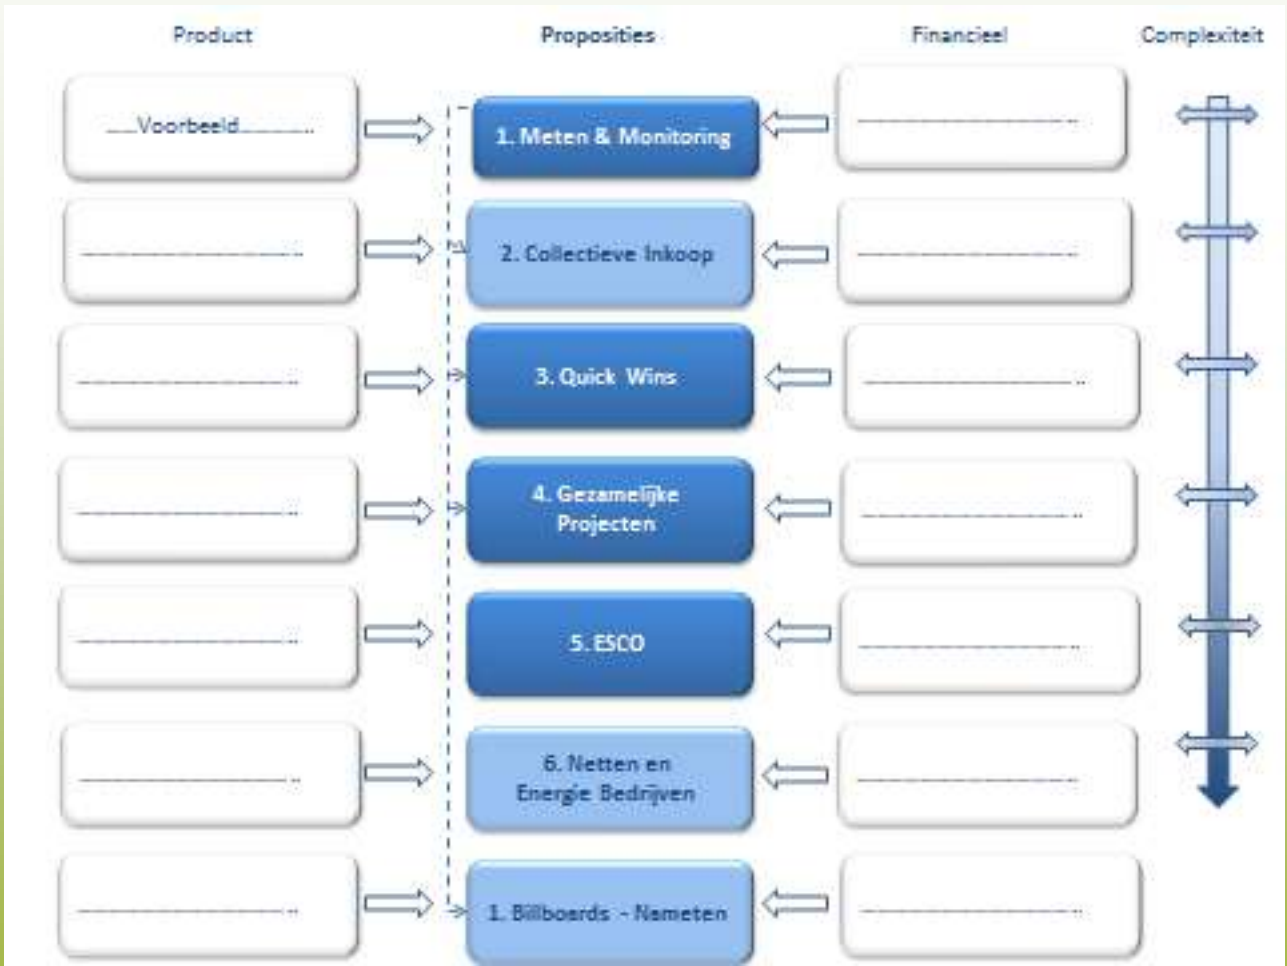 Product Proposities Financieel Complexiteit
.....Voorbeeld...............
1. Meten & Monitoring
2. Collectieve Inkoop
3. Quick Wins
4. Gezamelijke
Projecten
5. ESCO
6. Netten en
Energie Bedrijven
1. Billboards - Nameten